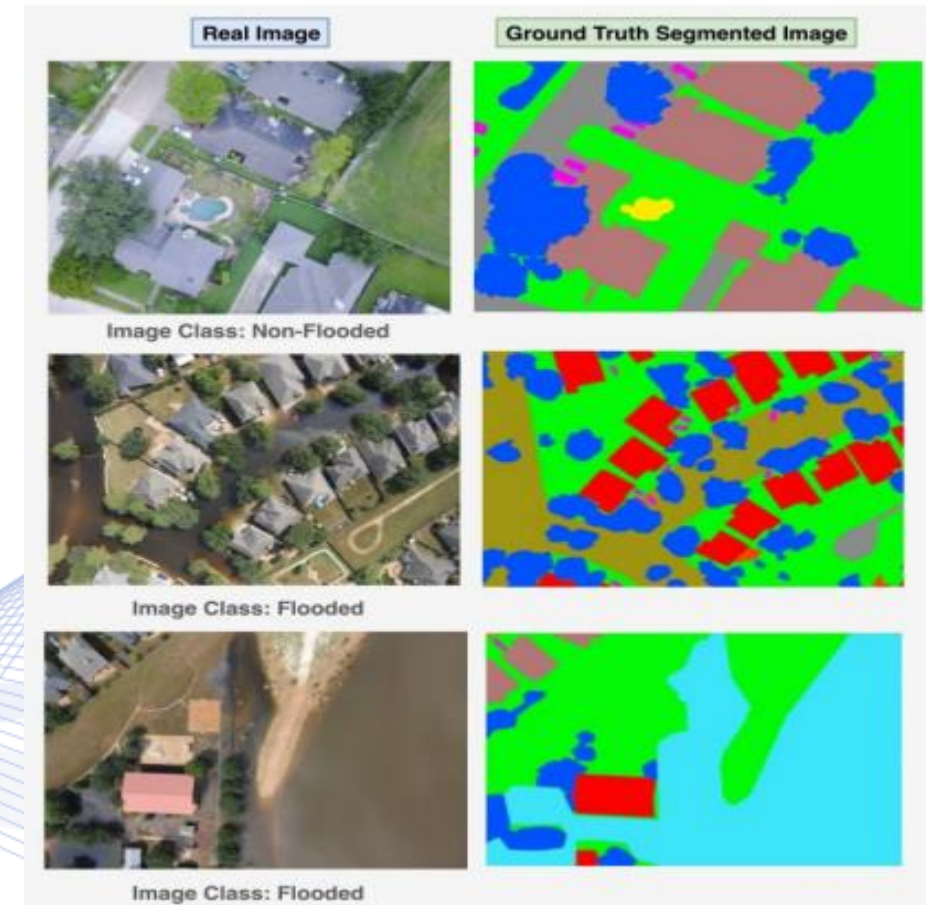 Real Image
Ground Truth Segmented Image
Image Class: Non-Flooded
Image Class: Flooded
Image Class: Flooded